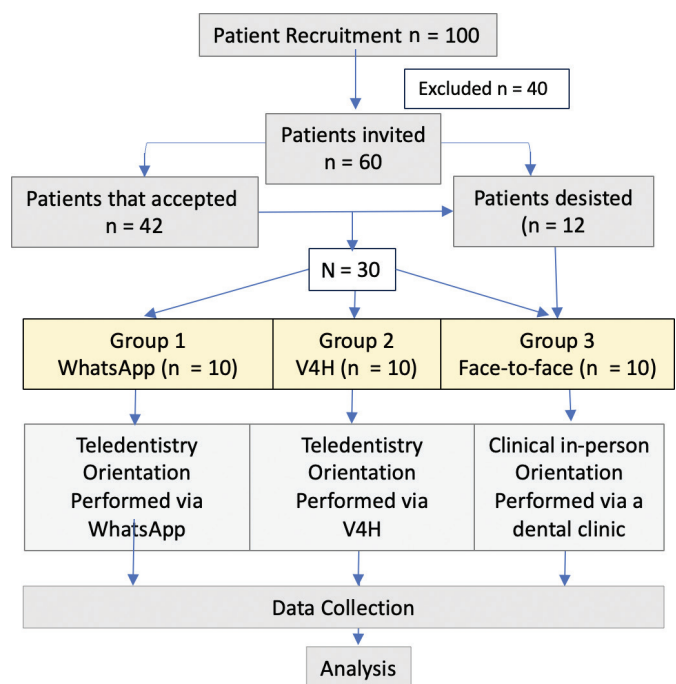 Patient Recruitment n = 100
Excluded n = 40
Patients invited
n = 60
Patients that accepted
n = 42
Patients desisted
(n = 12
N = 30
Group 1
WhatsApp (n = 10)
Group 2
V4H (n = 10)
Group 3
Face-to-face (n = 10)
Teledentistry
Orientation
Performed via
WhatsApp
Teledentistry
Orientation
Performed via
V4H
Clinical in-person
Orientation
Performed via a
dental clinic
Data Collection
Analysis